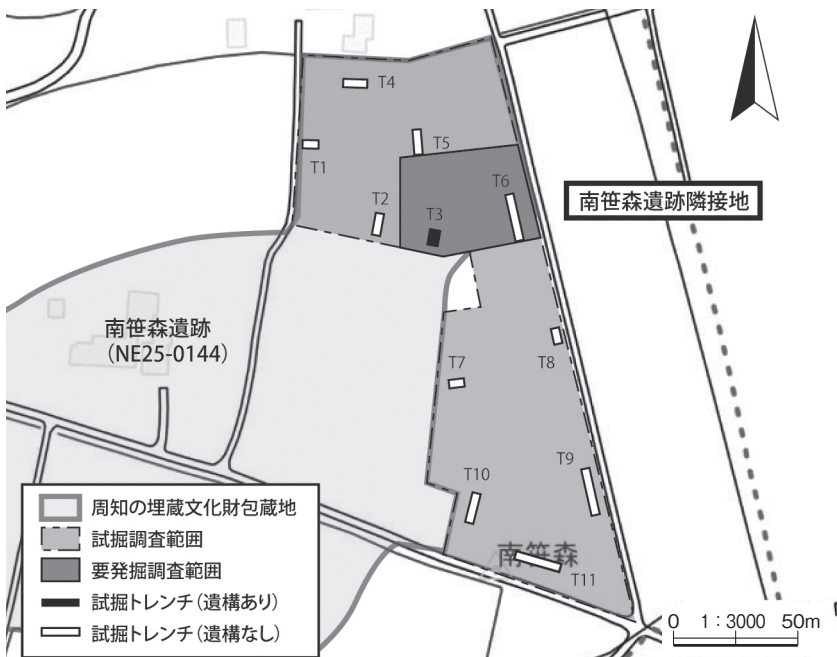 T4
T5
T1
T6
T2
T3
南笹森遺跡隣接地
南笹森遺跡
（NE25-0144）
T8
T7
T9
T10
南笹森
T11
周知の埋蔵文化財包蔵地
試掘調査範囲
要発掘調査範囲
試掘トレンチ（遺構あり）
試掘トレンチ（遺構なし）
0 1：3000 50m